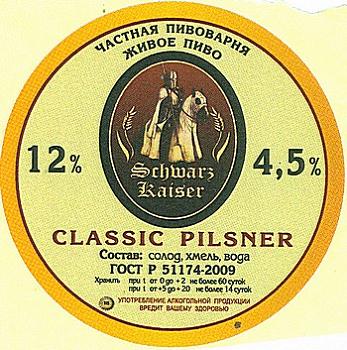 ЧАСТНАЯ ПИВОВАРНЯ
ЖИВОЕ ПИВО
12%
4,5%
Schwarz
Kaiser
CLASSIC PILSNER
Состав: солод, хмель, вода
ГОСТ Р 51174-2009
Хранить при t от 0 до + 2 не более 60 суток
при t от +5 до + 20 не более 14 суток
УПОТРЕБЛЕНИЕ АЛКОГОЛЬНОЙ ПРОДУКЦИИ
ВРЕДИТ ВАШЕМУ ЗДОРОВЬЮ